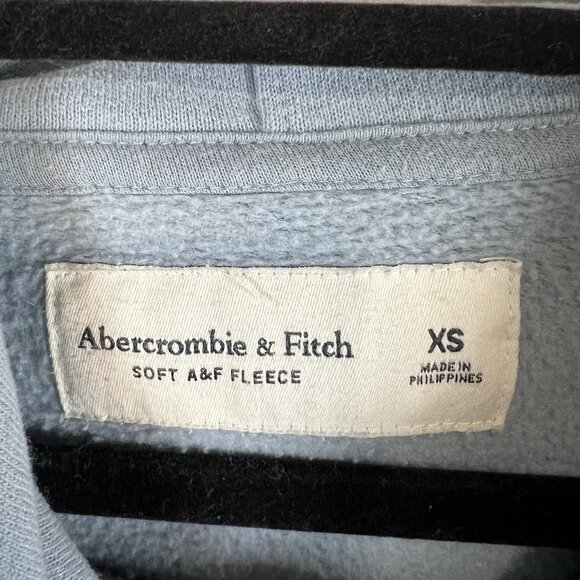 Abercrombie & Fitch
SOFT A&F FLEECE
XS
MADE IN
PHILIPPINES